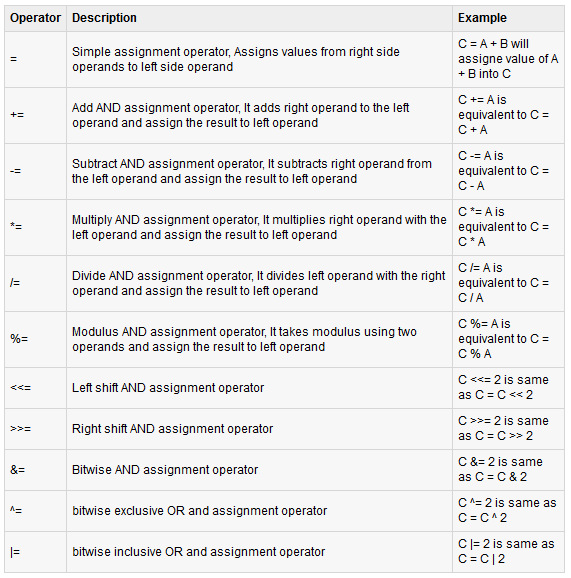 Operator Description Example
= Simple assignment operator, Assigns values from right side operands to left side operand C = A + B will assigne value of A + B into C
+= Add AND assignment operator, It adds right operand to the left operand and assign the result to left operand C += A is equivalent to C = C + A
-= Subtract AND assignment operator, It subtracts right operand from the left operand and assign the result to left operand C -= A is equivalent to C = C - A
*= Multiply AND assignment operator, It multiplies right operand with the left operand and assign the result to left operand C *= A is equivalent to C = C * A
/= Divide AND assignment operator, It divides left operand with the right operand and assign the result to left operand C /= A is equivalent to C = C / A
%= Modulus AND assignment operator, It takes modulus using two operands and assign the result to left operand C %= A is equivalent to C = C % A
<<= Left shift AND assignment operator C <<= 2 is same as C = C << 2
>>= Right shift AND assignment operator C >>= 2 is same as C = C >> 2
&= Bitwise AND assignment operator C &= 2 is same as C = C & 2
^= bitwise exclusive OR and assignment operator C ^= 2 is same as C = C ^ 2
|= bitwise inclusive OR and assignment operator C |= 2 is same as C = C | 2